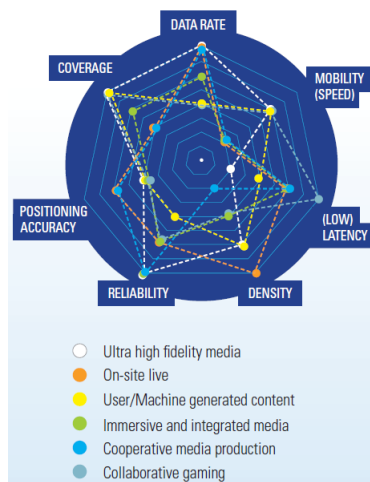 DATA RATE
COVERAGE
MOBILITY
(SPEED)
POSITIONING
ACCURACY
(LOW)
LATENCY
RELIABILITY
DENSITY
Ultra high fidelity media
On-site live
User/Machine generated content
Immersive and integrated media
Cooperative media production
Collaborative gaming